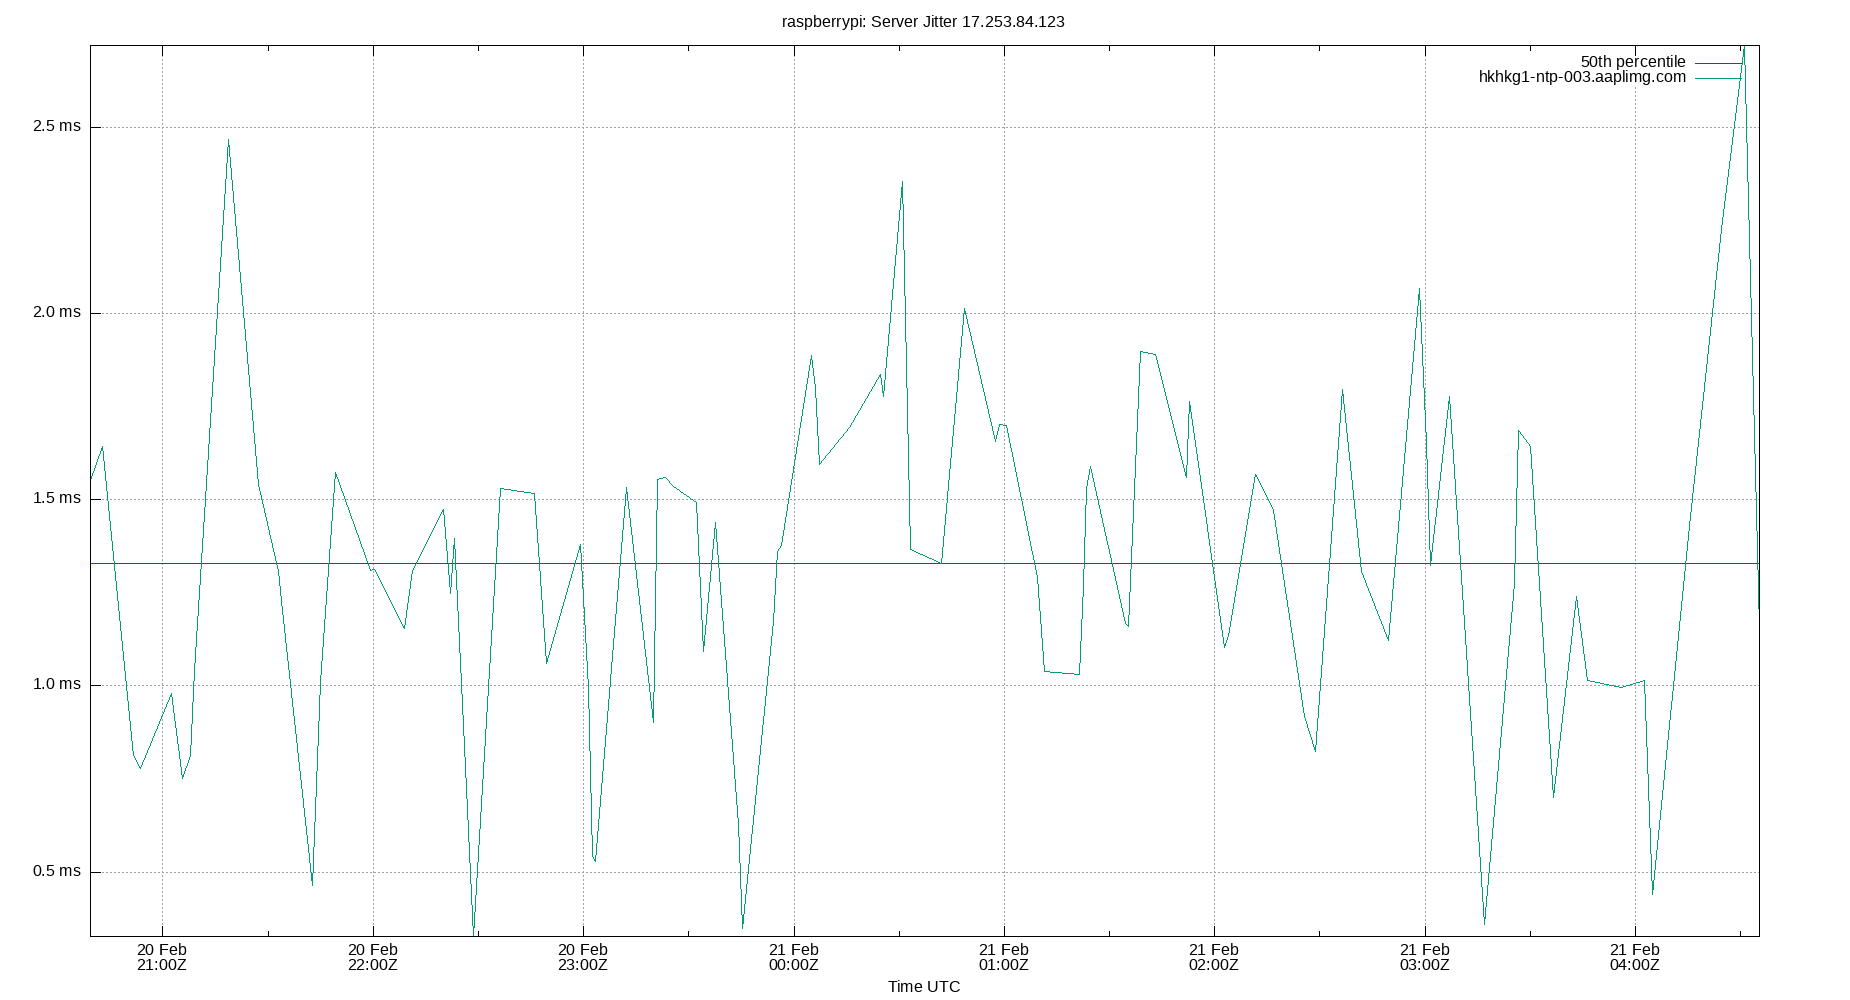 raspberrypi: Server Jitter 17.253.84.123
50th percentile
hkhkg1-ntp-003.aaplimg.com
2.5 ms
2.0 ms
1.5 ms
1.0 ms
0.5 ms
20 Feb 20 Feb 20 Feb 21 Feb 21 Feb 21 Feb 21 Feb 21 Feb
21:00Z 22:00Z 23:00Z 00:00Z 01:00Z 02:00Z 03:00Z 04:00Z
Time UTC